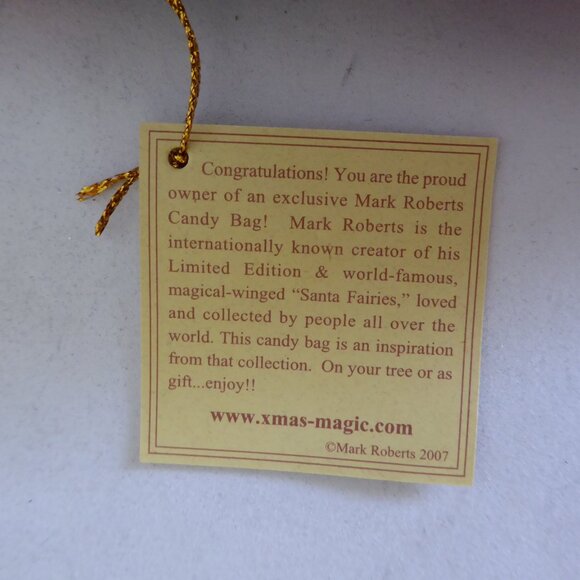 Congratulations! You are the proud
owner of an exclusive Mark Roberts
Candy Bag! Mark Roberts is the
internationally known creator of his
Limited Edition & world-famous,
magical-winged “Santa Fairies,” loved
and collected by people all over the
world. This candy bag is an inspiration
from that collection. On your tree or as
gift...enjoy!!
www.xmas-magic.com
©Mark Roberts 2007